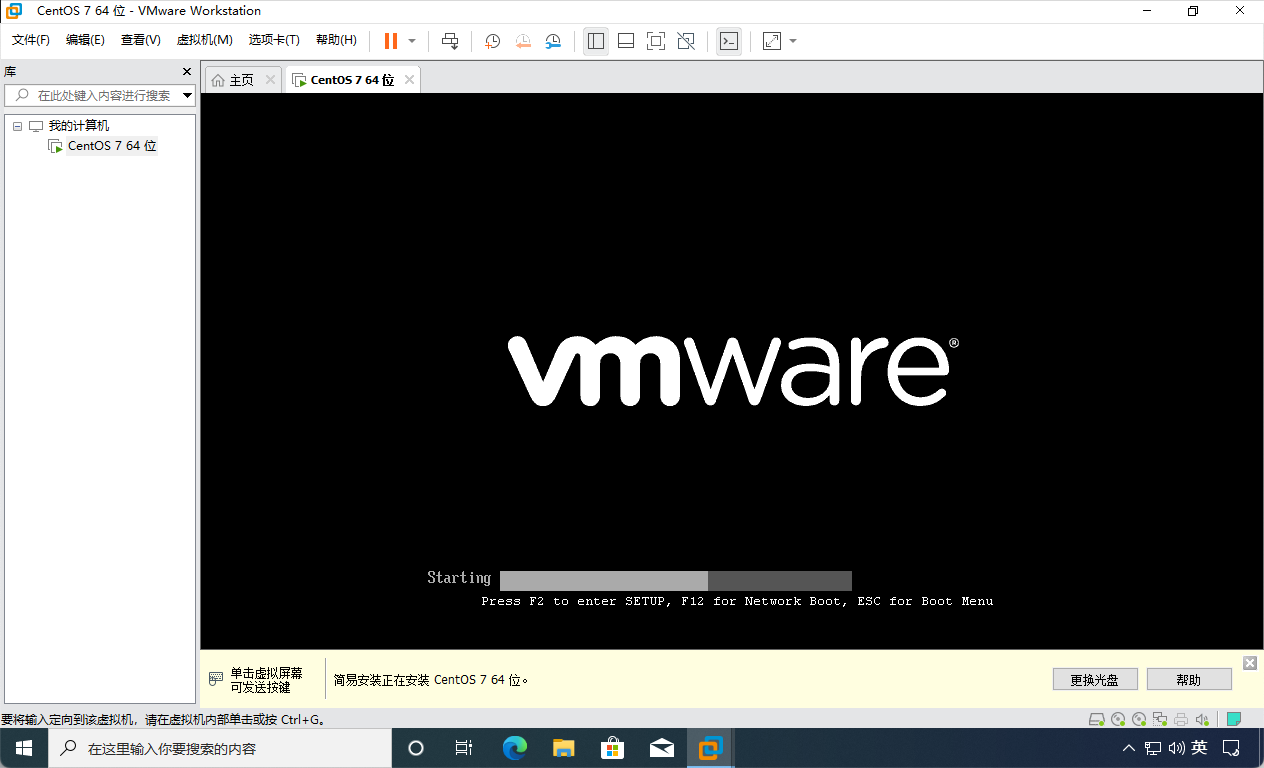 CentOS 7 64 位 - VMware Workstation
文件(F) 编辑(E) 查看(V) 虚拟机(M) 选项卡(T) 帮助(H)
库
主页
CentOS 7 64 位
在此处键入内容进行搜索
我的计算机
CentOS 7 64 位
vmware®
Starting
Press F2 to enter SETUP, F12 for Network Boot, ESC for Boot Menu
单击虚拟屏幕
可发送按键
简易安装正在安装 CentOS 7 64 位。
更换光盘
帮助
要将输入定向到该虚拟机，请在虚拟机内部单击或按 Ctrl+G。
在这里输入你要搜索的内容
英